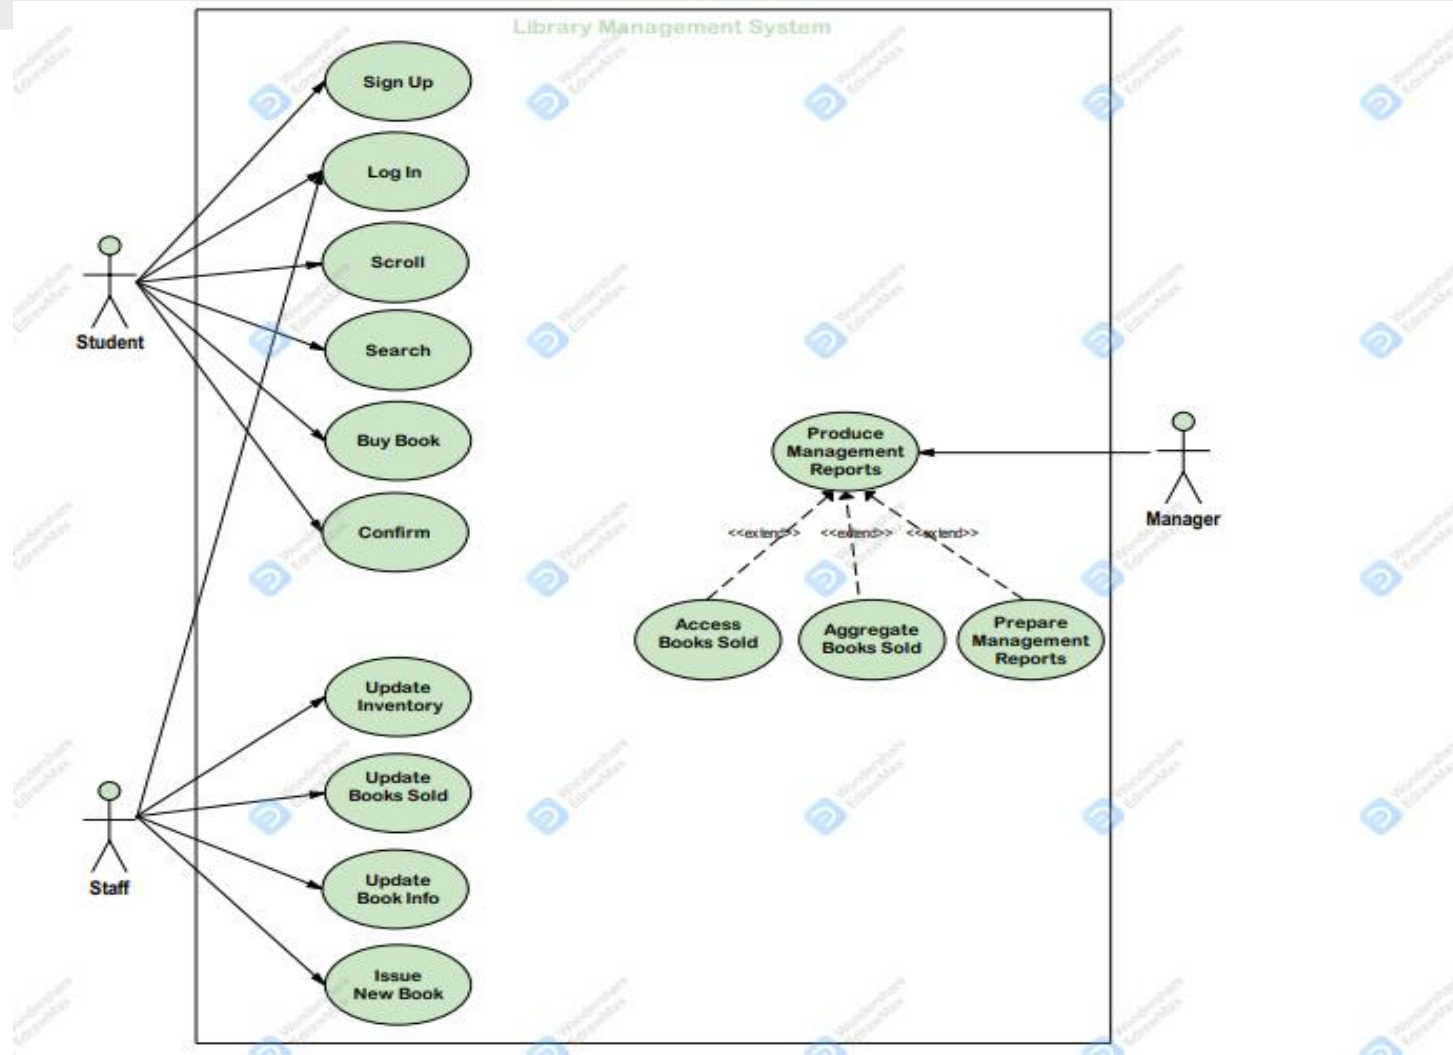 Library Management System
Sign Up
Log In
Scroll
Search
Buy Book
Confirm
Student
Produce
Management
Reports
Manager
<<extend>>
<<extend>>
<<extend>>
Access
Books Sold
Aggregate
Books Sold
Prepare
Management
Reports
Update
Inventory
Update
Books Sold
Update
Book Info
Issue
New Book
Staff
Wondershare
EdrawMax